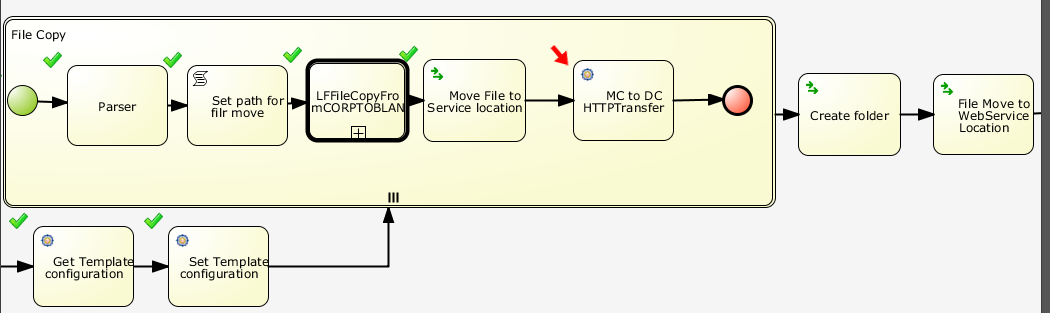 File Copy
Parser
Set path for
filr move
LFFileCopyFro
mCORPTOBLAN
Move File to
Service location
MC to DC
HTTPTransfer
Create folder
File Move to
WebService
Location
Get Template
configuration
Set Template
configuration